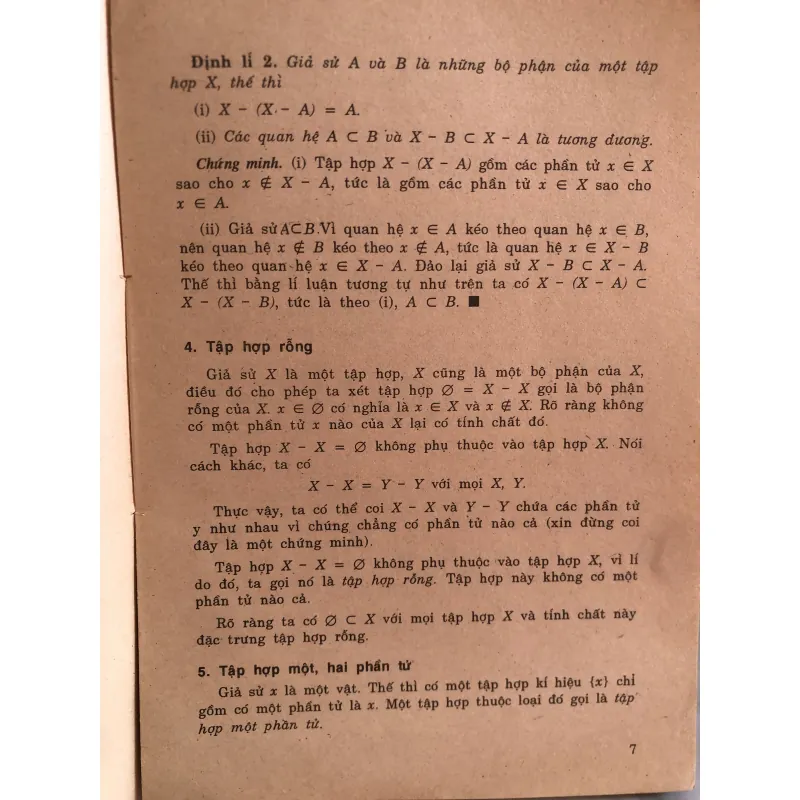 Định lí 2. Giả sử A và B là những bộ phận của một tập
hợp X, thế thì
(i) X − (X − A) = A.
(ii) Các quan hệ A ⊂ B và X − B ⊂ X − A là tương đương.
Chứng minh. (i) Tập hợp X − (X − A) gồm các phần tử x ∈ X
sao cho x ∉ X − A, tức là gồm các phần tử x ∈ X sao cho
x ∈ A.
(ii) Giả sử A⊂B.Vì quan hệ x ∈ A kéo theo quan hệ x ∈ B,
nên quan hệ x ∉ B kéo theo x ∉ A, tức là quan hệ x ∈ X − B
kéo theo quan hệ x ∈ X − A. Đảo lại giả sử X − B ⊂ X − A.
Thế thì bằng lí luận tương tự như trên ta có X − (X − A) ⊂
X − (X − B), tức là theo (i), A ⊂ B. ■
4. Tập hợp rỗng
Giả sử X là một tập hợp, X cũng là một bộ phận của X,
điều đó cho phép ta xét tập hợp ∅ = X − X gọi là bộ phận
rỗng của X. x ∈ ∅ có nghĩa là x ∈ X và x ∉ X. Rõ ràng không
có một phần tử x nào của X lại có tính chất đó.
Tập hợp X − X = ∅ không phụ thuộc vào tập hợp X. Nói
cách khác, ta có
X − X = Y − Y với mọi X, Y.
Thực vậy, ta có thể coi X − X và Y − Y chứa các phần tử
y như nhau vì chúng chẳng có phần tử nào cả (xin đừng coi
đây là một chứng minh).
Tập hợp X − X = ∅ không phụ thuộc vào tập hợp X, vì lí
do đó, ta gọi nó là tập hợp rỗng. Tập hợp này không có một
phần tử nào cả.
Rõ ràng ta có ∅ ⊂ X với mọi tập hợp X và tính chất này
đặc trưng tập hợp rỗng.
5. Tập hợp một, hai phần tử
Giả sử x là một vật. Thế thì có một tập hợp kí hiệu {x} chỉ
gồm có một phần tử là x. Một tập hợp thuộc loại đó gọi là tập
hợp một phần tử.
7